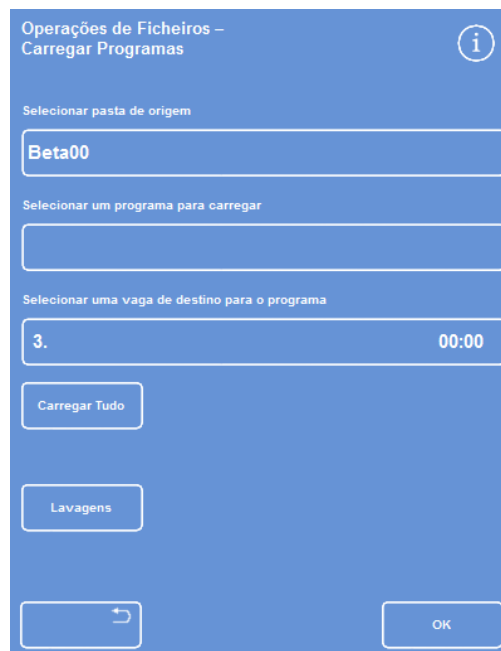 Operações de Ficheiros –
Carregar Programas
i
Selecionar pasta de origem
Beta00
Selecionar um programa para carregar
Selecionar uma vaga de destino para o programa
3. 00:00
Carregar Tudo
Lavagens
OK